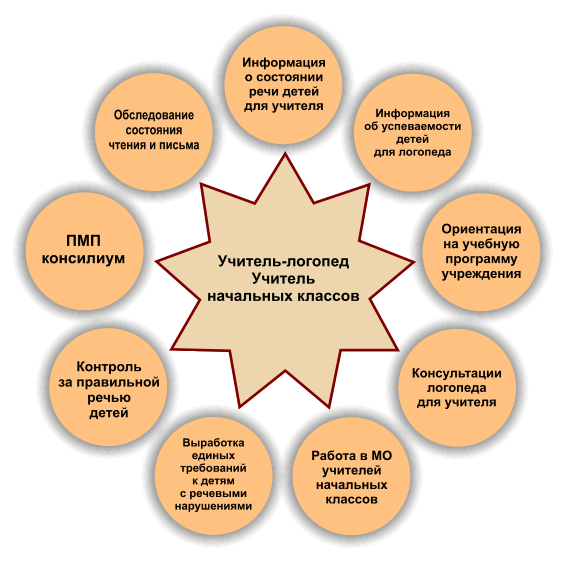 Информация
о состоянии
речи детей
для учителя
Информация
об успеваемости
детей
для логопеда
Ориентация
на учебную
программу
учреждения
Консультации
логопеда
для учителя
Работа в МО
учителей
начальных
классов
Выработка
единых
требований
к детям
с речевыми
нарушениями
Контроль
за правильной
речью
детей
ПМП
консилиум
Обследование
состояния
чтения и письма
Учитель-логопед
Учитель
начальных классов